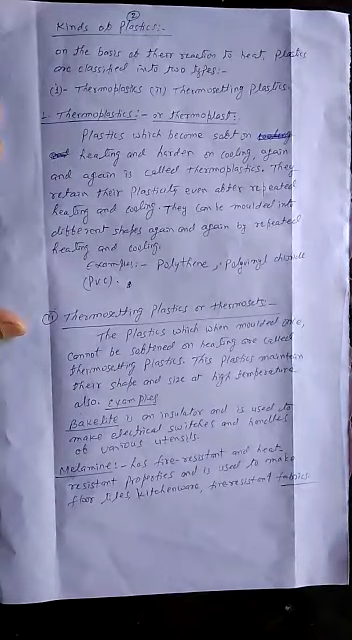 (2)
Kinds of Plastics:-
on the basis of their reaction to heat, plastics
are classified into two types:-
(i)- Thermoplastics (ii) Thermosetting Plastics.
1. Thermoplastics:- or thermoplast:
Plastics which become soft on
heating and harden on cooling, again
and again is called thermoplastics. They
retain their Plasticity even after repeated
heating and cooling. They can be moulded into
different shapes again and again by repeated
heating and cooling.
Example:- Polythene, Polyvinyl chloride
(PVC).
(ii) Thermosetting Plastics or thermosets-
The Plastics which when moulded once,
cannot be softened on heating are called
thermosetting Plastics. This plastics maintain
their shape and size at high temperature
also. examples
Bakelite is an insulator and is used to
make electrical switches and handles
of various utensils.
Melamine:- has fire-resistant and heat
resistant properties and is used to make
floor tiles, kitchenware, fire resistant fabrics.